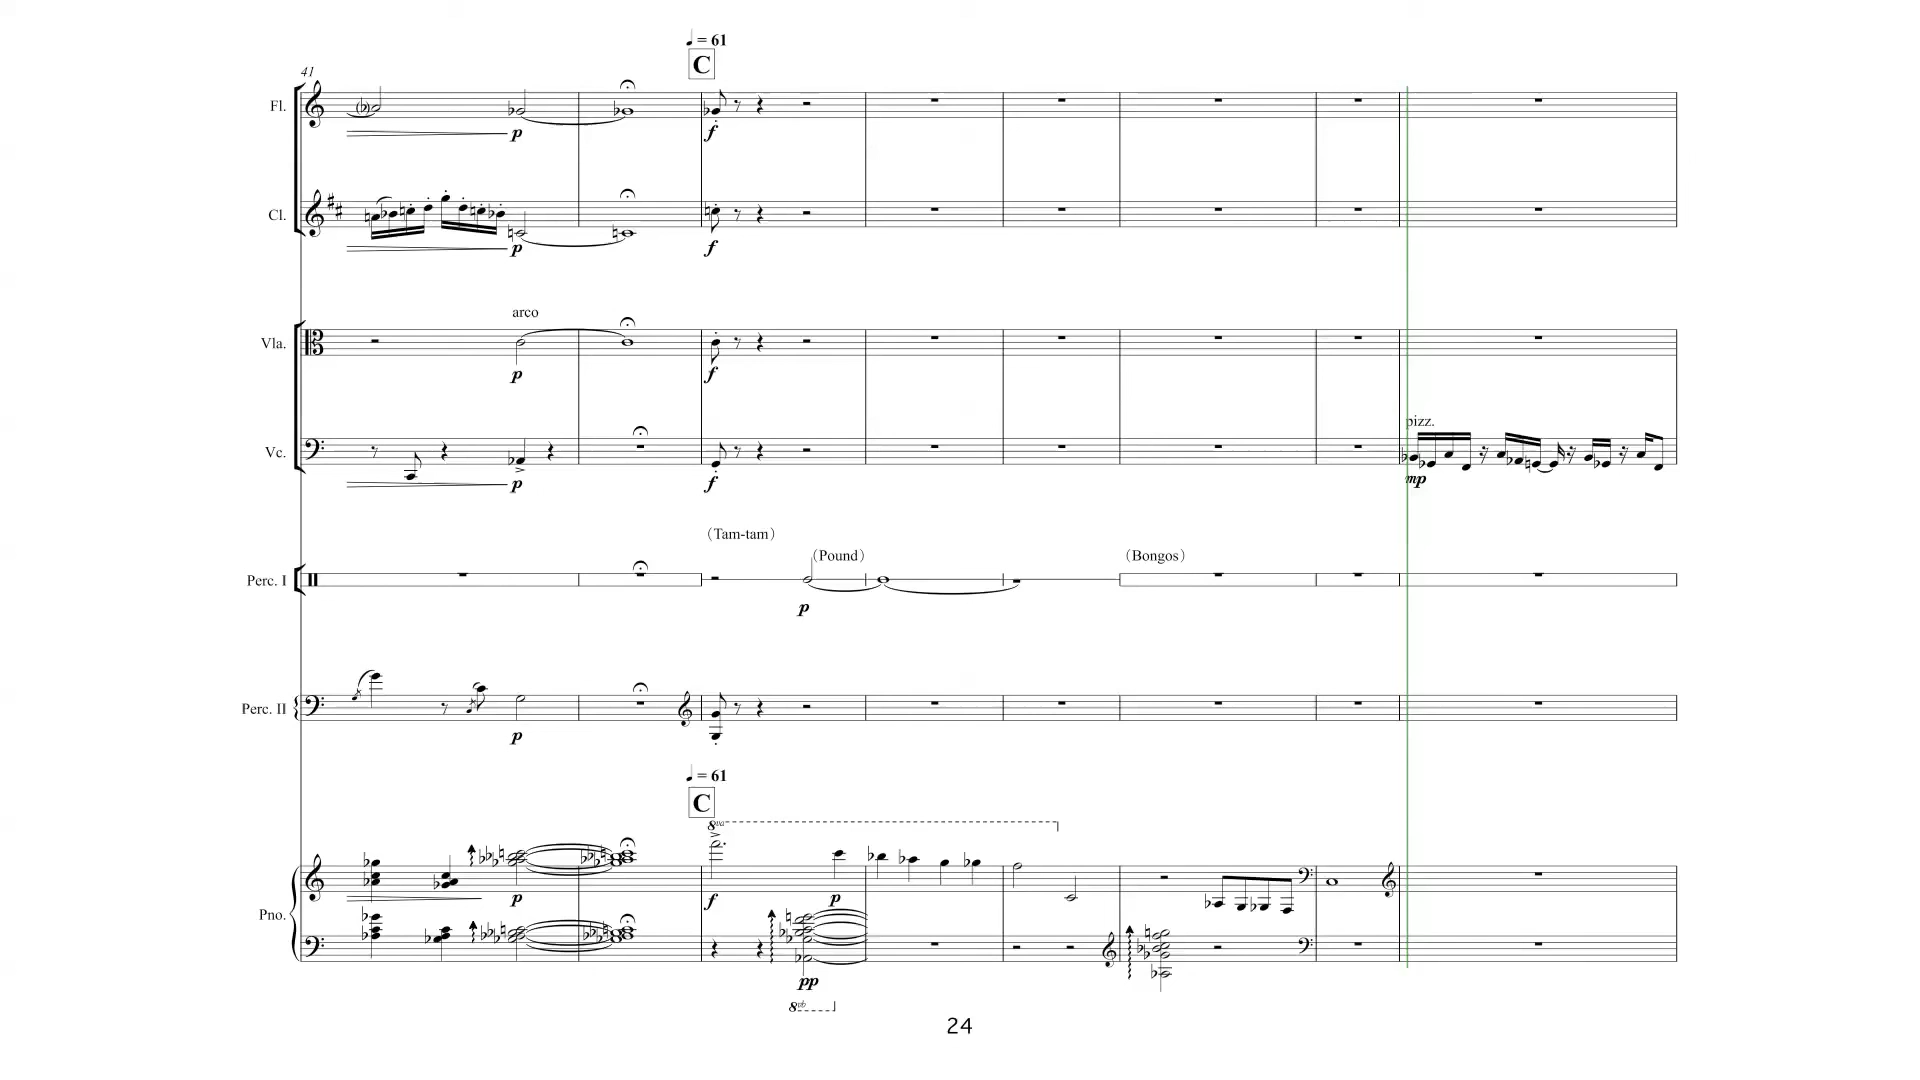 = 61
C
41
Fl.
p
f
Cl.
p
f
arco
Vla.
p
f
pizz.
Vc.
p
f
mp
(Tam-tam)
(Pound)
(Bongos)
Perc. I
p
Perc. II
p
= 61
C
8va
p
f
p
Pno.
pp
8vb
24